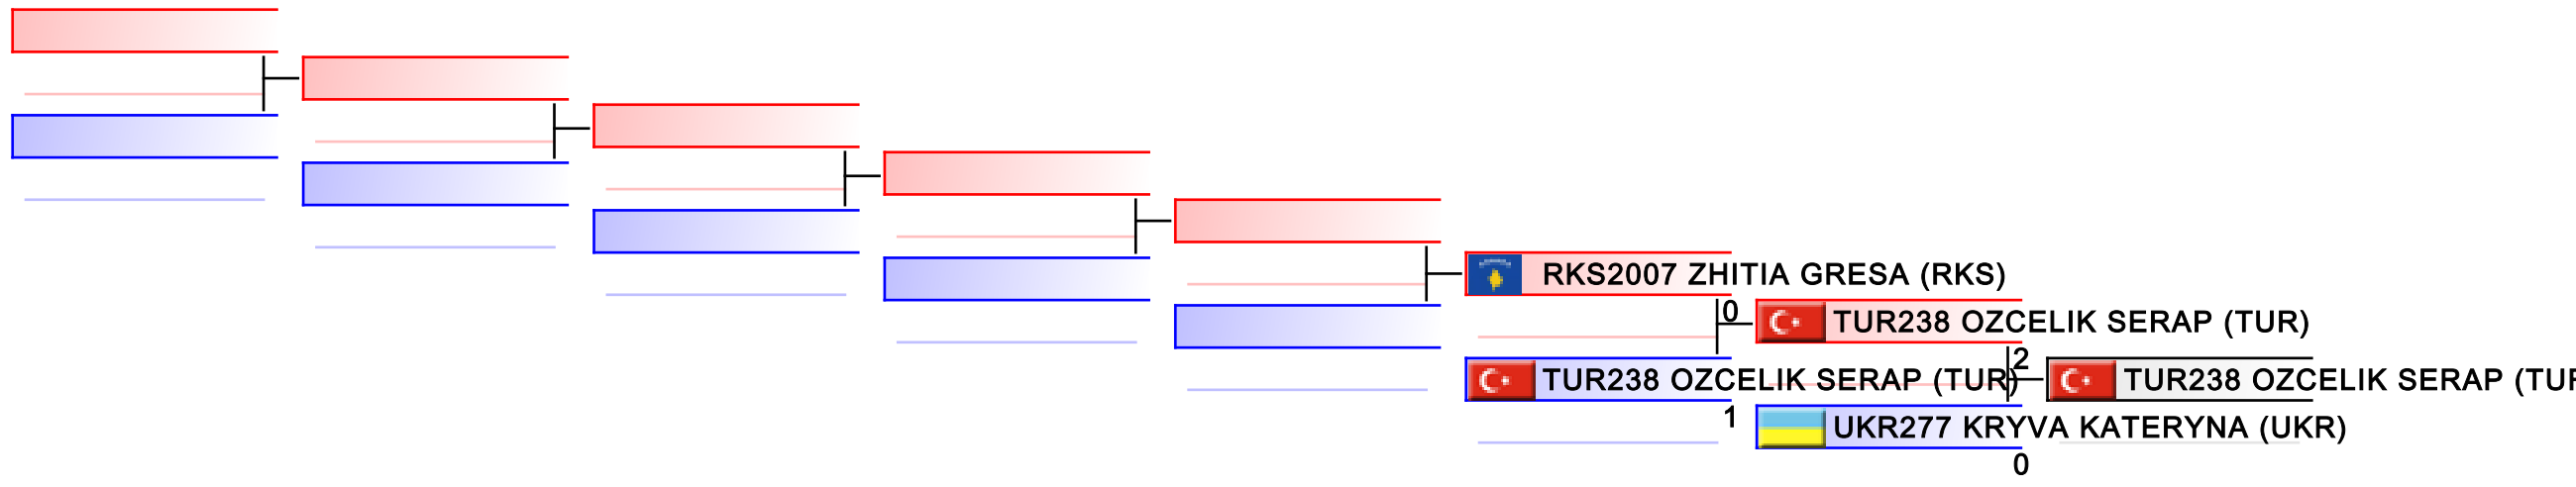 RKS2007 ZHITIA GRESA (RKS)
0
TUR238 OZCELIK SERAP (TUR)
2
TUR238 OZCELIK SERAP (TUR)
TUR238 OZCELIK SERAP (TUR
1
UKR277 KRYVA KATERYNA (UKR)
0